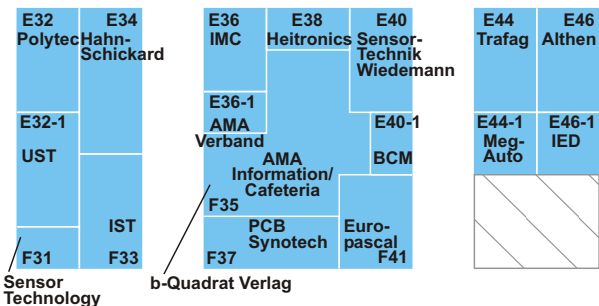 E32
Polytec
E34
Hahn-
Schickard
E36
IMC
E38
Heitronics
E40
Sensor-
Technik
Wiedemann
E44
Trafag
E46
Althen
E32-1
UST
E36-1
AMA
Verband
E40-1
BCM
E44-1
Meg-
Auto
E46-1
IED
AMA
Information/
Cafeteria
F35
IST
F31
F33
PCB
Synotech
F37
Euro-
pascal
F41
Sensor
Technology
b-Quadrat Verlag